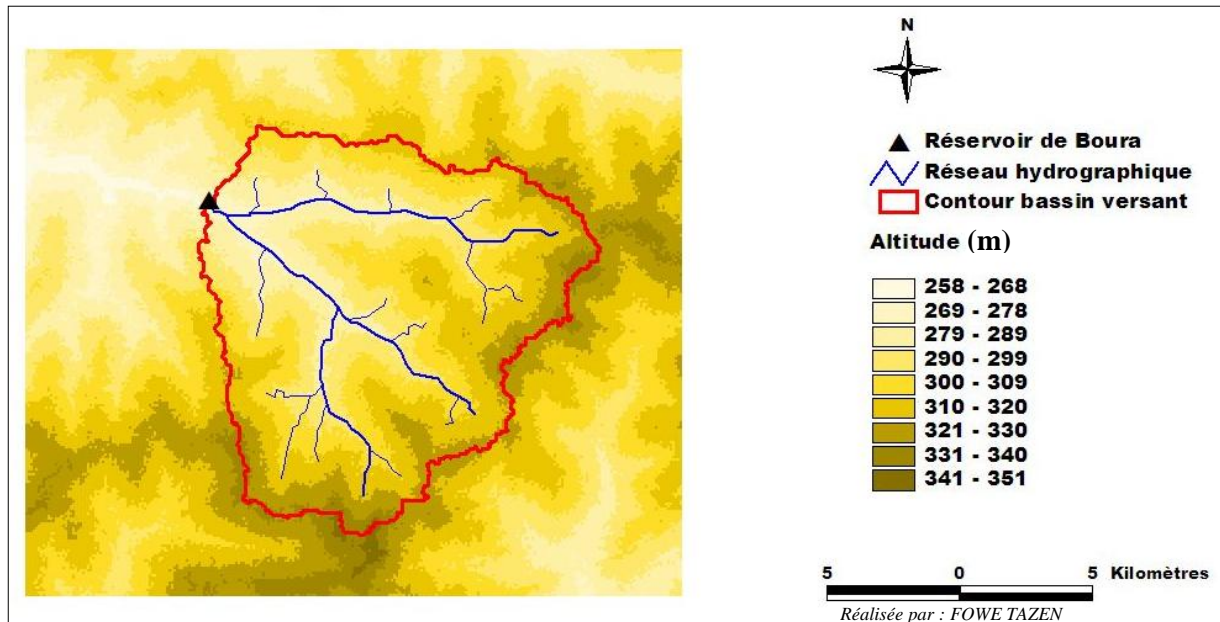 N
Réservoir de Boura
Réseau hydrographique
Contour bassin versant
Altitude (m)
258 - 268
269 - 278
279 - 289
290 - 299
300 - 309
310 - 320
321 - 330
331 - 340
341 - 351
5 0 5 Kilomètres
Réalisée par : FOWE TAZEN